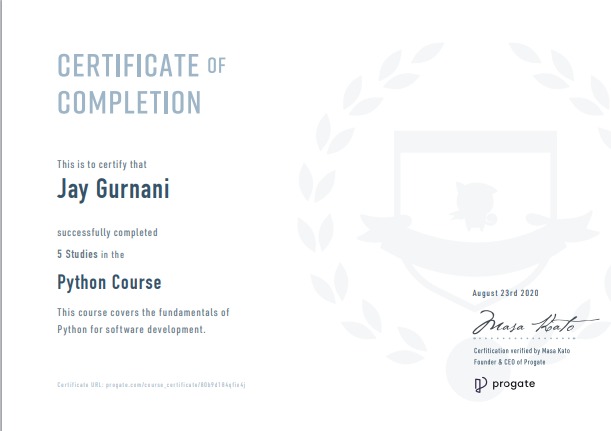 CERTIFICATE OF
COMPLETION
This is to certify that
Jay Gurnani
successfully completed
5 Studies in the
Python Course
This course covers the fundamentals of
Python for software development.
August 23rd 2020
Masa Kato
Certification verified by Masa Kato
Founder & CEO of Progate
progate
Certificate URL: progate.com/course_certificate/